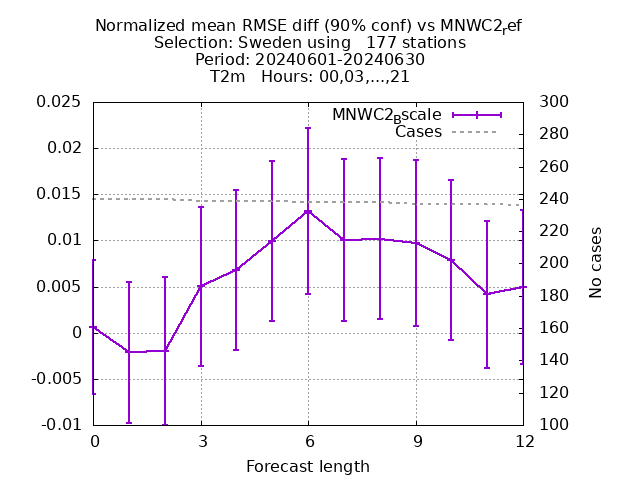 Normalized mean RMSE diff (90% conf) vs MNWC2_ref
Selection: Sweden using   177 stations
Period: 20240601-20240630
T2m   Hours: 00,03,...,21
MNWC2_Bscale
Cases
0.025
0.02
0.015
0.01
0.005
0
-0.005
-0.01
300
280
260
240
220
200
180
160
140
120
100
No cases
0 3 6 9 12
Forecast length